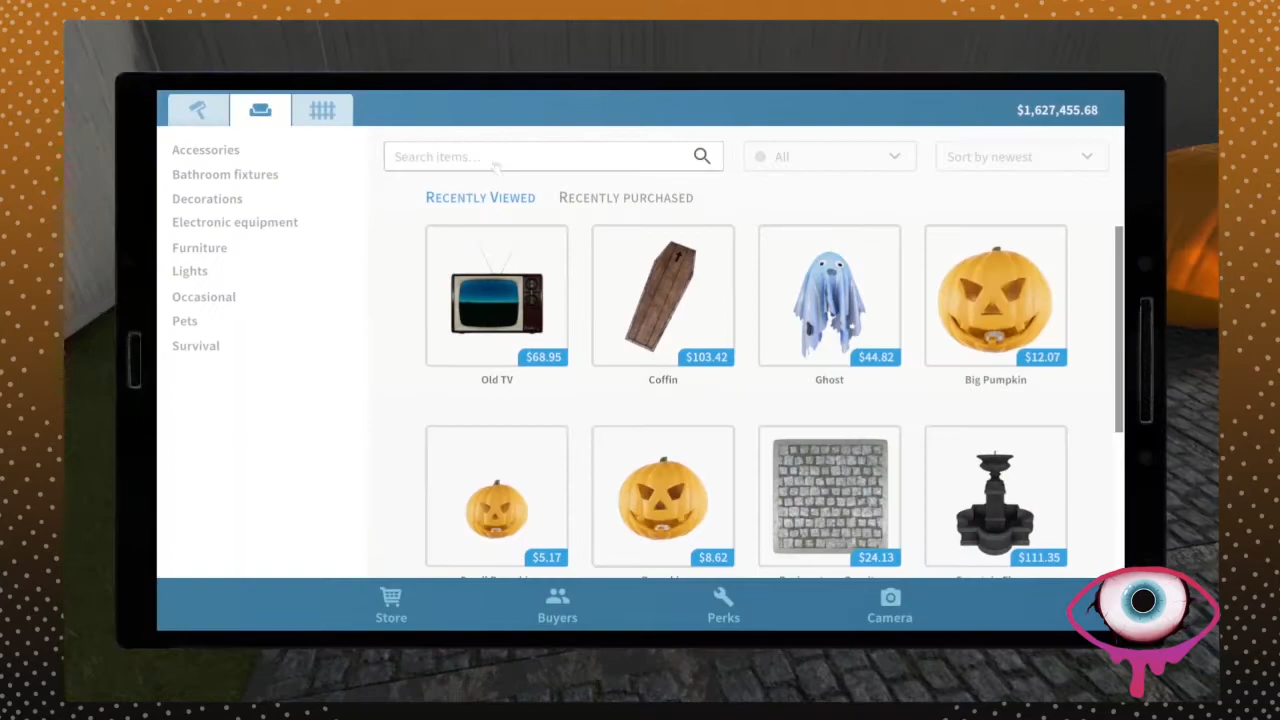 $1,627,455.68
Search items...
All
Sort by newest
Accessories
Bathroom fixtures
Decorations
Electronic equipment
Furniture
Lights
Occasional
Pets
Survival
Recently Viewed
Recently purchased
$68.95
$103.42
$44.82
$12.07
Old TV
Coffin
Ghost
Big Pumpkin
$5.17
$8.62
$24.13
$111.35
Store
Buyers
Perks
Camera